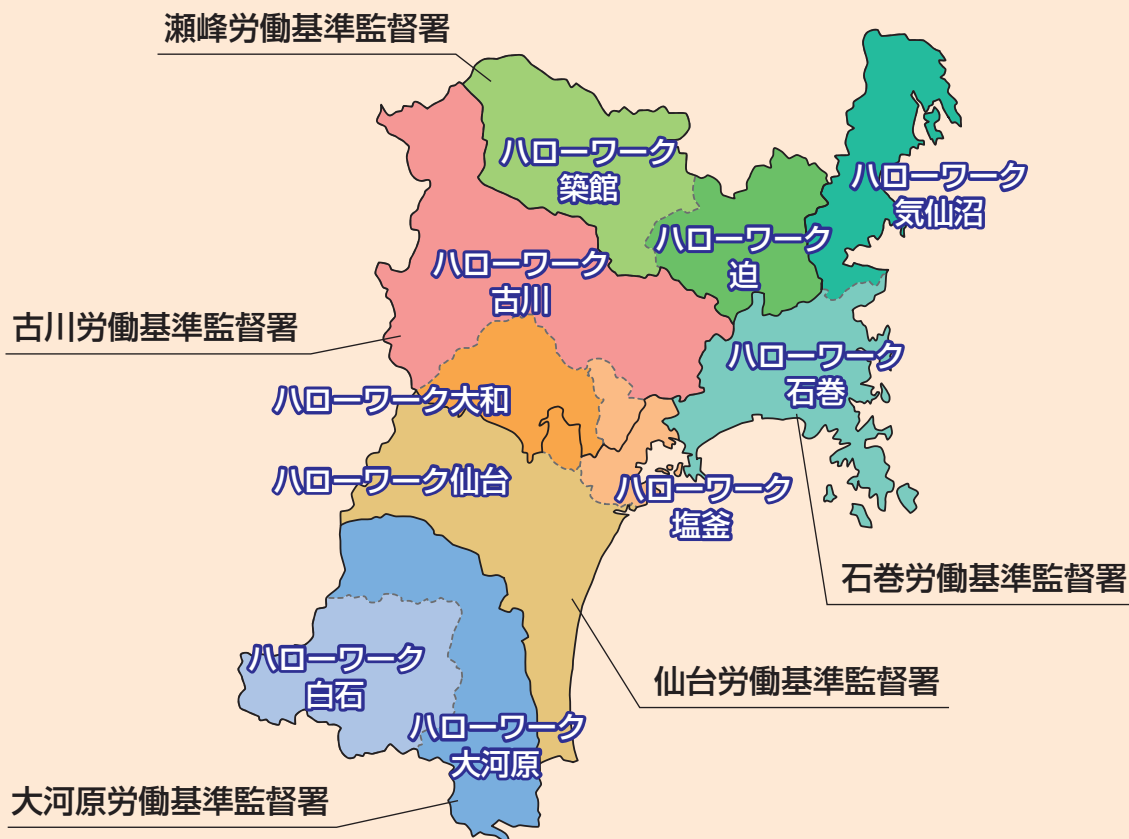 瀬峰労働基準監督署
ハローワーク
築館
ハローワーク
気仙沼
ハローワーク
迫
ハローワーク
古川
古川労働基準監督署
ハローワーク
石巻
ハローワーク大和
ハローワーク仙台
ハローワーク
塩釜
石巻労働基準監督署
ハローワーク
白石
仙台労働基準監督署
ハローワーク
大河原
大河原労働基準監督署